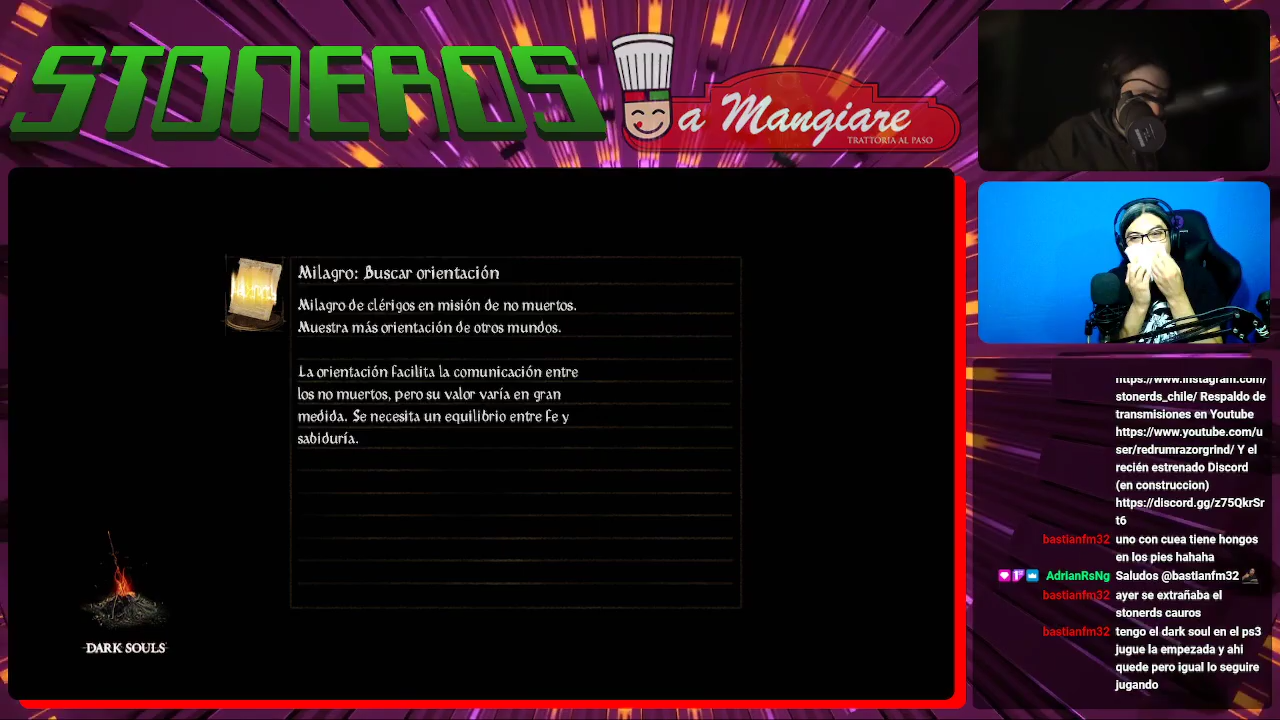 STONERDS
a Mangiare
TRATTORIA AL PASO
Milagro: Buscar orientación
Milagro de clérigos en misión de no muertos.
Muestra más orientación de otros mundos.
La orientación facilita la comunicación entre
los no muertos, pero su valor varía en gran
medida. Se necesita un equilibrio entre fe y
sabiduría.
DARK SOULS
https://www.instagram.com/
stonerds_chile/ Respaldo de
transmisiones en Youtube
https://www.youtube.com/u
ser/redrumrazorgrind/ Y el
recién estrenado Discord
(en construccion)
https://discord.gg/z75QkrSr
t6
bastianfm32 uno con cuea tiene hongos
en los pies hahaha
AdrianRsNg Saludos @bastianfm32
bastianfm32 ayer se extrañaba el
stonerds cauros
bastianfm32 tengo el dark soul en el ps3
jugue la empezada y ahi
quede pero igual lo seguire
jugando